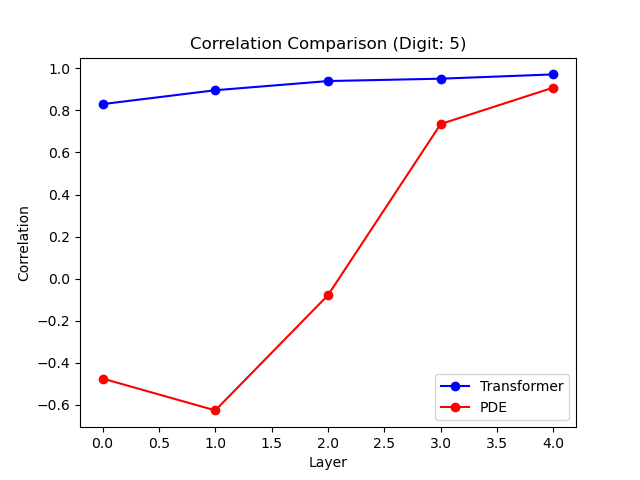 Correlation Comparison (Digit: 5)
1.0
0.8
0.6
0.4
0.2
0.0
−0.2
−0.4
−0.6
Correlation
Transformer
PDE
0.0 0.5 1.0 1.5 2.0 2.5 3.0 3.5 4.0
Layer